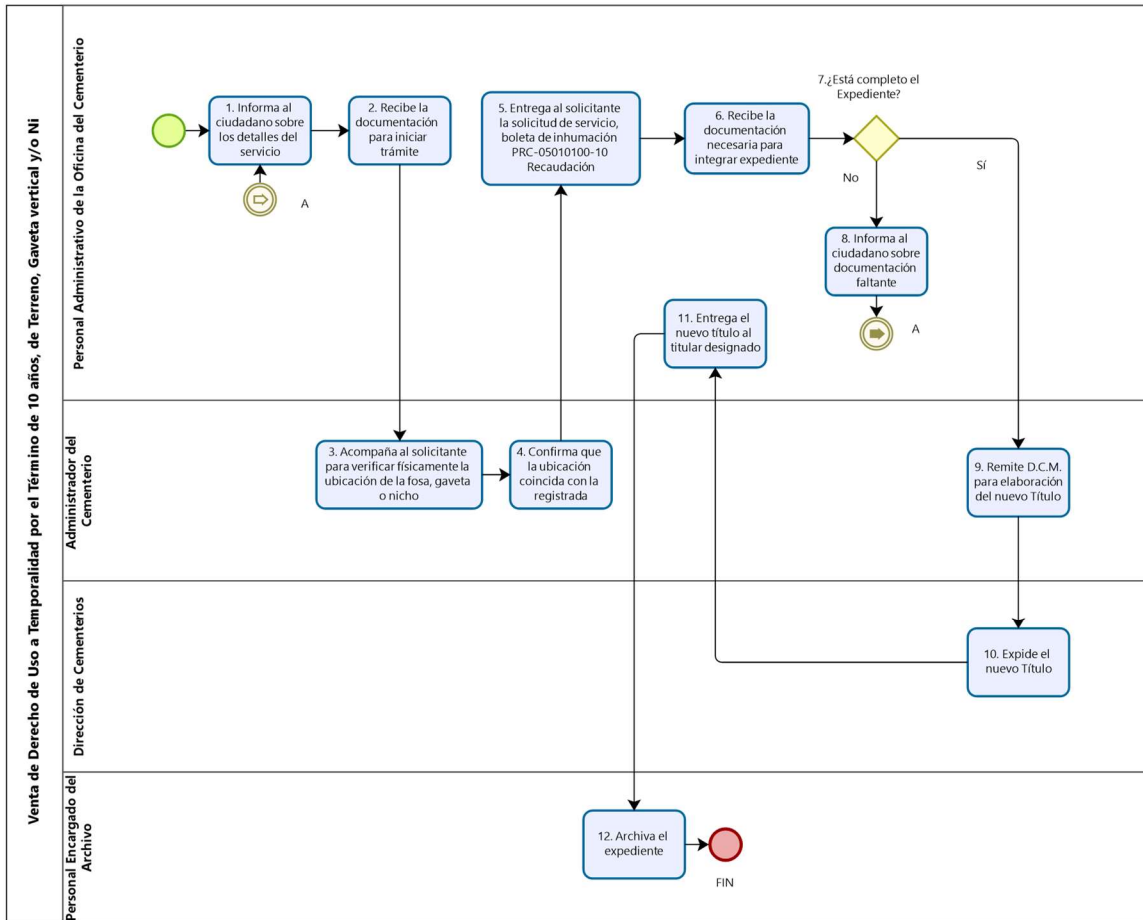 Venta de Derecho de Uso a Temporalidad por el Término de 10 años, de Terreno, Gaveta vertical y/o Ni
Personal Administrativo de la Oficina del Cementerio
1. Informa al
ciudadano sobre
los detalles del
servicio
A
2. Recibe la
documentación
para iniciar
trámite
5. Entrega al solicitante
la solicitud de servicio,
boleta de inhumación
PRC-05010100-10
Recaudación
6. Recibe la
documentación
necesaria para
integrar expediente
7.¿Está completo el
Expediente?
No
Sí
8. Informa al
ciudadano sobre
documentación
faltante
A
11. Entrega el
nuevo título al
titular designado
Administrador del
Cementerio
3. Acompaña al solicitante
para verificar físicamente la
ubicación de la fosa, gaveta
o nicho
4. Confirma que
la ubicación
coincida con la
registrada
9. Remite D.C.M.
para elaboración
del nuevo Título
Dirección de Cementerios
10. Expide el
nuevo Título
Personal Encargado del
Archivo
12. Archiva el
expediente
FIN